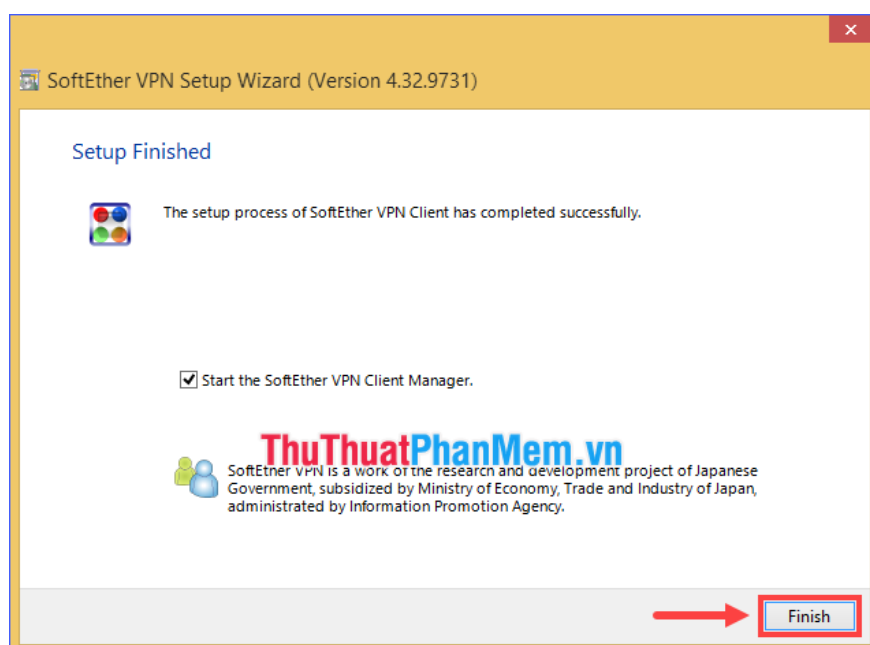 SoftEther VPN Setup Wizard (Version 4.32.9731)
Setup Finished
The setup process of SoftEther VPN Client has completed successfully.
Start the SoftEther VPN Client Manager.
ThuThuatPhanMem.vn
SoftEther VPN is a work of the research and development project of Japanese
Government, subsidized by Ministry of Economy, Trade and Industry of Japan,
administrated by Information Promotion Agency.
Finish